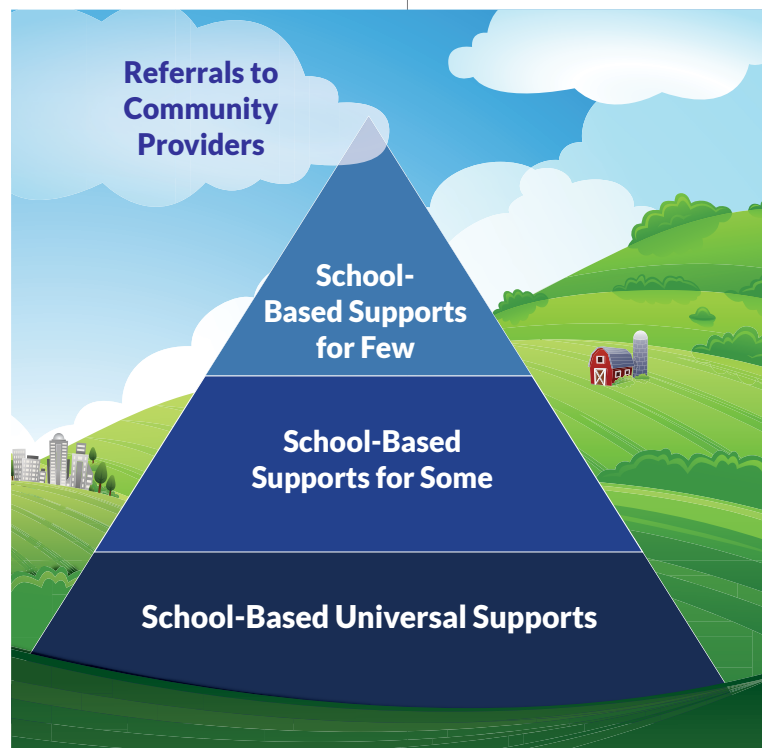 Referrals to
Community
Providers
School-
Based Supports
for Few
School-Based
Supports for Some
School-Based Universal Supports